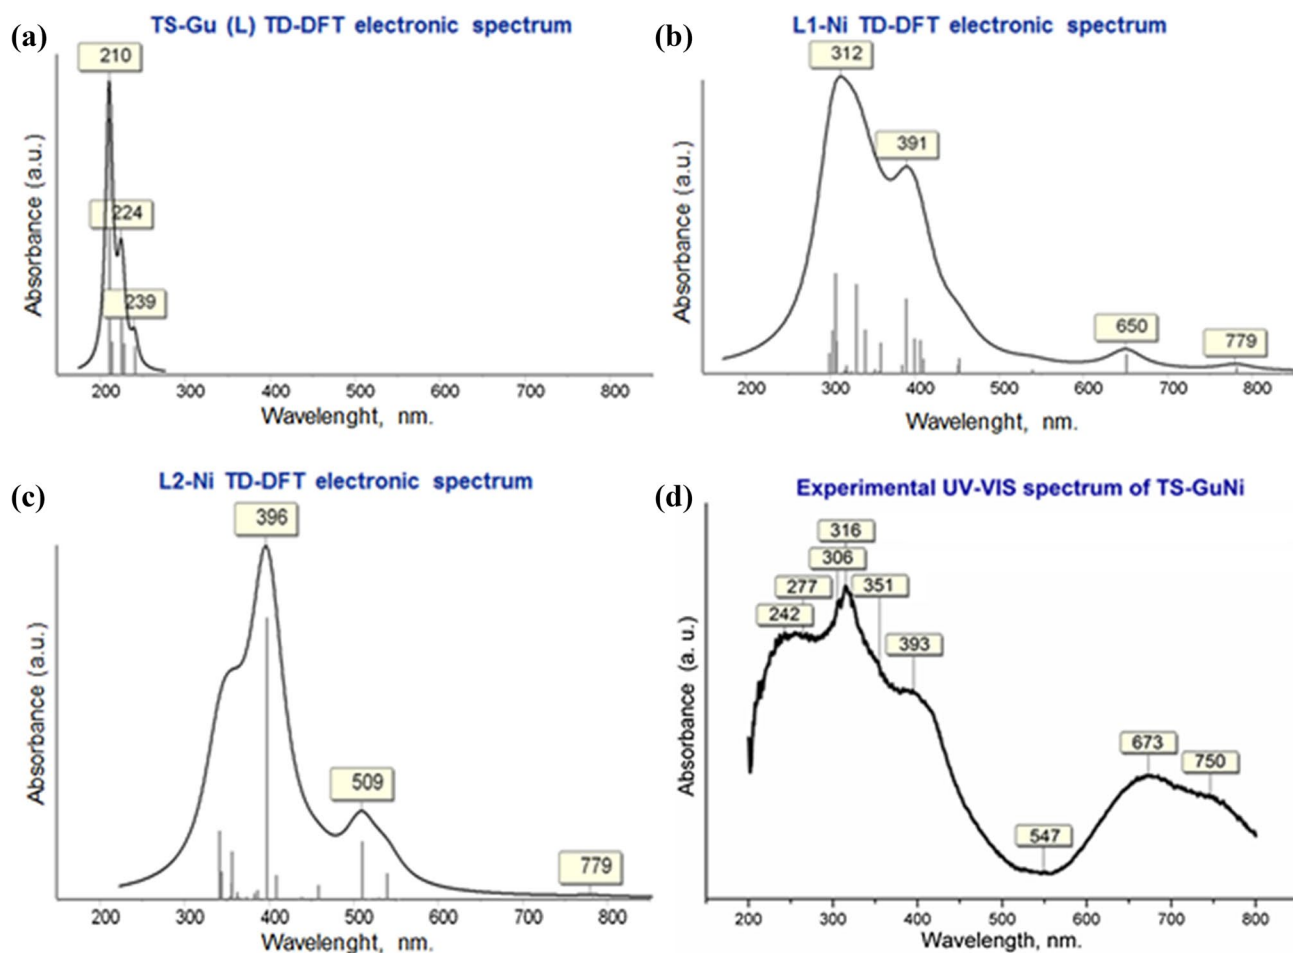 (a)
TS-Gu (L) TD-DFT electronic spectrum
210
224
239
Absorbance (a.u.)
200 300 400 500 600 700 800
Wavelenght, nm.
(b)
L1-Ni TD-DFT electronic spectrum
312
391
650
779
Absorbance (a.u.)
200 300 400 500 600 700 800
Wavelenght, nm.
(c)
L2-Ni TD-DFT electronic spectrum
396
509
779
Absorbance (a.u.)
200 300 400 500 600 700 800
Wavelenght, nm.
(d)
Experimental UV-VIS spectrum of TS-GuNi
316
306
277
351
242
393
673
750
547
Absorbance (a. u.)
200 300 400 500 600 700 800
Wavelength, nm.